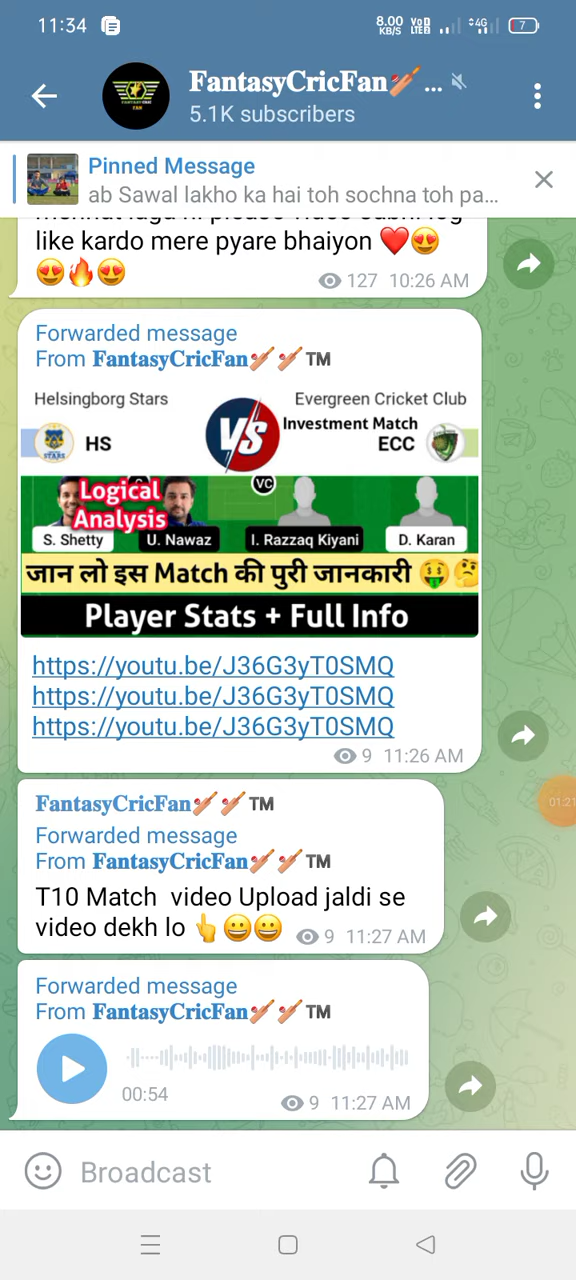 11:34
8.00 KB/S
4G
7
FantasyCricFan🏏...
5.1K subscribers
Pinned Message
ab Sawal lakho ka hai toh sochna toh pa...
like kardo mere pyare bhaiyon ❤️😍
😍🔥😍
127 10:26 AM
Forwarded message
From FantasyCricFan🏏🏏™️
Helsingborg Stars
Evergreen Cricket Club
VS
Investment Match
STARS
HS
ECC
Logical
Analysis
VC
S. Shetty
U. Nawaz
I. Razzaq Kiyani
D. Karan
जान लो इस Match की पुरी जानकारी 🤑🤔
Player Stats + Full Info
https://youtu.be/J36G3yT0SMQ
https://youtu.be/J36G3yT0SMQ
https://youtu.be/J36G3yT0SMQ
9 11:26 AM
FantasyCricFan🏏🏏™️
Forwarded message
From FantasyCricFan🏏🏏™️
T10 Match video Upload jaldi se
video dekh lo 👆😀😀
9 11:27 AM
01:21
Forwarded message
From FantasyCricFan🏏🏏™️
00:54
9 11:27 AM
Broadcast